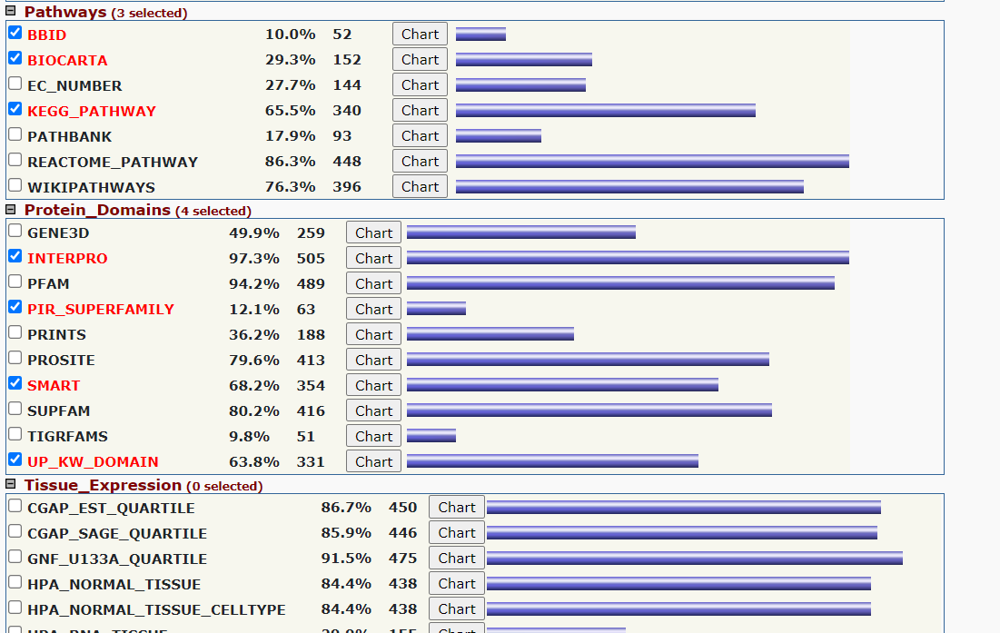 Pathways (3 selected)
BBID 10.0% 52 Chart
BIOCARTA 29.3% 152 Chart
EC_NUMBER 27.7% 144 Chart
KEGG_PATHWAY 65.5% 340 Chart
PATHBANK 17.9% 93 Chart
REACTOME_PATHWAY 86.3% 448 Chart
WIKIPATHWAYS 76.3% 396 Chart
Protein_Domains (4 selected)
GENE3D 49.9% 259 Chart
INTERPRO 97.3% 505 Chart
PFAM 94.2% 489 Chart
PIR_SUPERFAMILY 12.1% 63 Chart
PRINTS 36.2% 188 Chart
PROSITE 79.6% 413 Chart
SMART 68.2% 354 Chart
SUPFAM 80.2% 416 Chart
TIGRFAMS 9.8% 51 Chart
UP_KW_DOMAIN 63.8% 331 Chart
Tissue_Expression (0 selected)
CGAP_EST_QUARTILE 86.7% 450 Chart
CGAP_SAGE_QUARTILE 85.9% 446 Chart
GNF_U133A_QUARTILE 91.5% 475 Chart
HPA_NORMAL_TISSUE 84.4% 438 Chart
HPA_NORMAL_TISSUE_CELLTYPE 84.4% 438 Chart